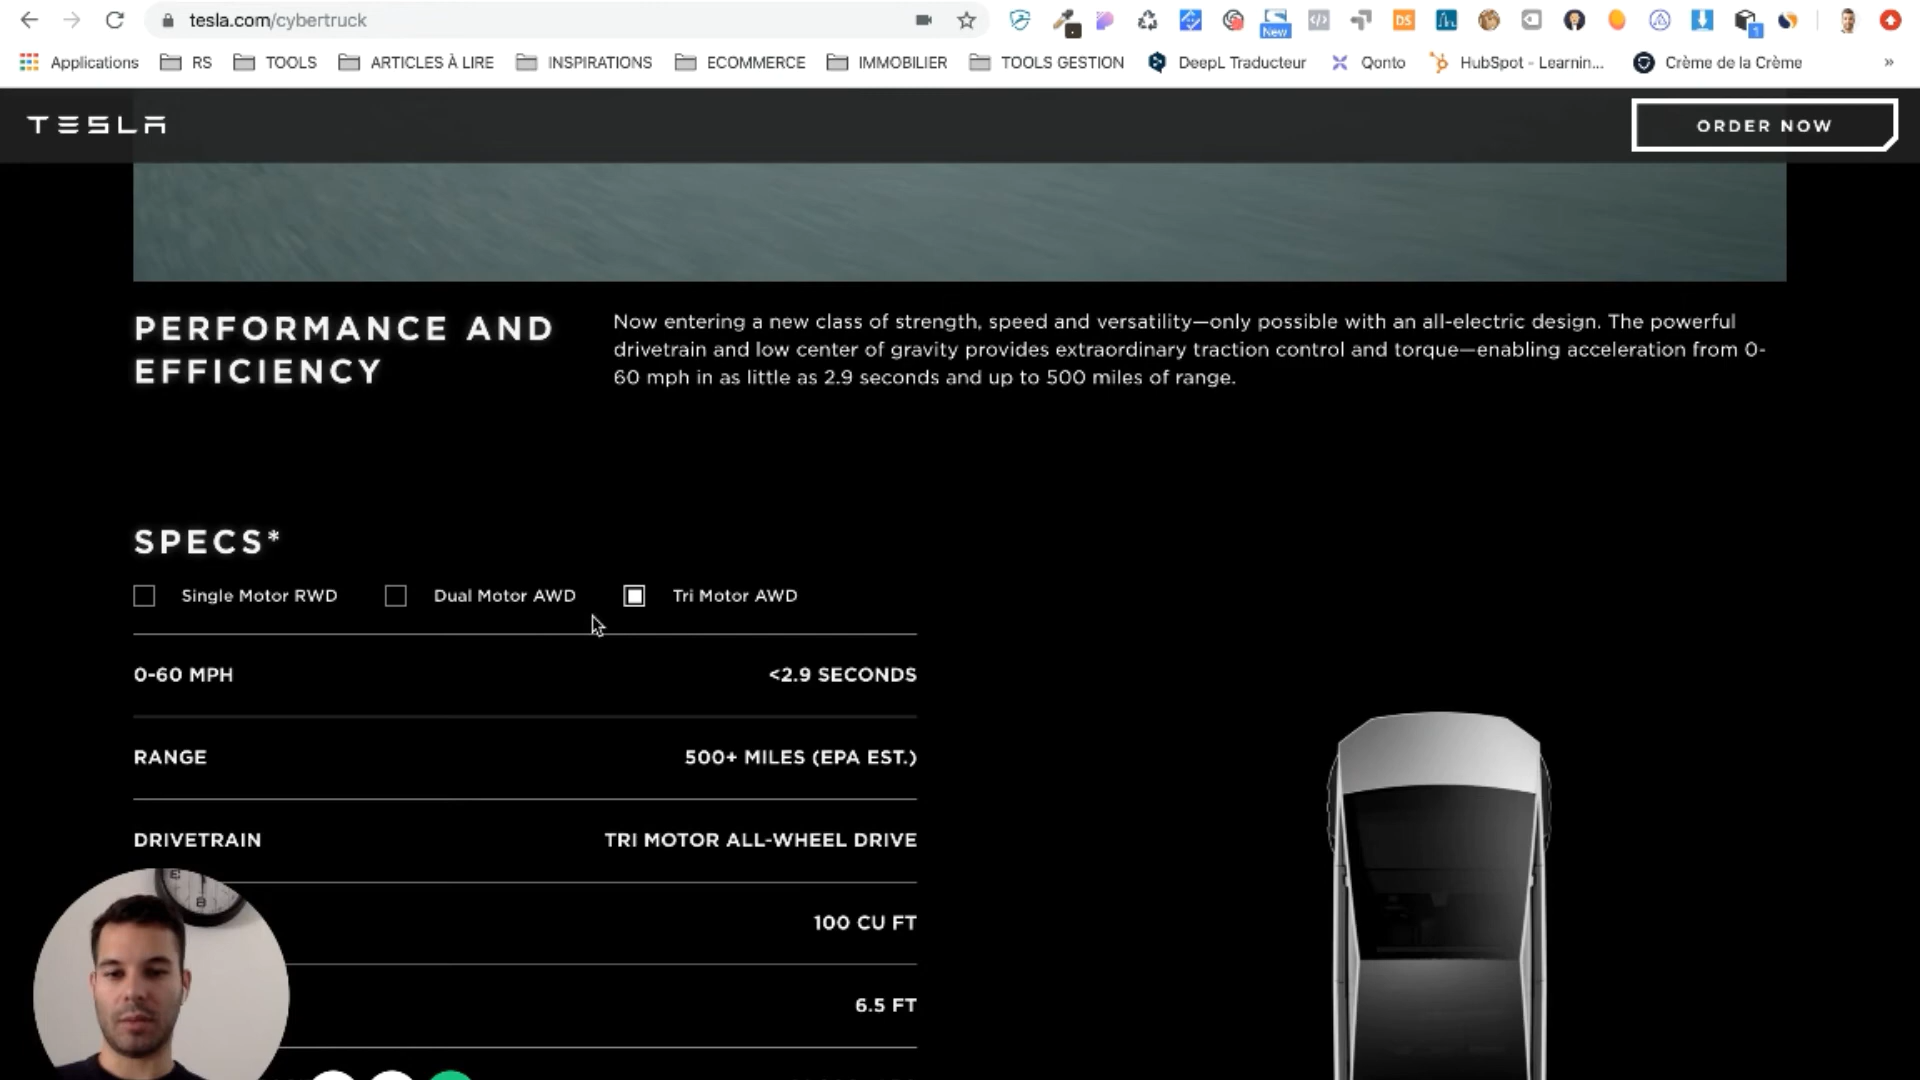 tesla.com/cybertruck
New
DS
1
Applications RS TOOLS ARTICLES À LIRE INSPIRATIONS ECOMMERCE IMMOBILIER TOOLS GESTION DeepL Traducteur Qonto HubSpot - Learnin... Crème de la Crème »
TESLA
ORDER NOW
PERFORMANCE AND
EFFICIENCY
Now entering a new class of strength, speed and versatility—only possible with an all-electric design. The powerful
drivetrain and low center of gravity provides extraordinary traction control and torque—enabling acceleration from 0-
60 mph in as little as 2.9 seconds and up to 500 miles of range.
SPECS*
Single Motor RWD Dual Motor AWD Tri Motor AWD
0-60 MPH <2.9 SECONDS
RANGE 500+ MILES (EPA EST.)
DRIVETRAIN TRI MOTOR ALL-WHEEL DRIVE
100 CU FT
6.5 FT